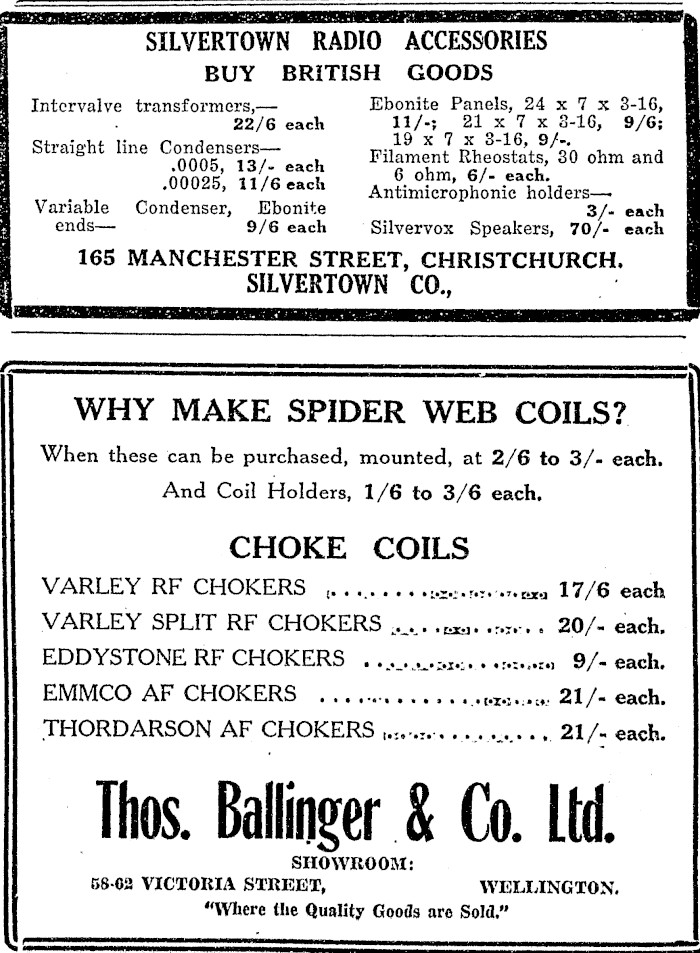 SILVERTOWN RADIO ACCESSORIES
BUY BRITISH GOODS
Intervalve transformers,—
22/6 each
Straight line Condensers—
.0005, 13/- each
.00025, 11/6 each
Variable Condenser, Ebonite
ends— 9/6 each
Ebonite Panels, 24 x 7 x 3-16,
11/-; 21 x 7 x 3-16, 9/6;
19 x 7 x 3-16, 9/-.
Filament Rheostats, 30 ohm and
6 ohm, 6/- each.
Antimicrophonic holders—
3/- each
Silvervox Speakers, 70/- each
165 MANCHESTER STREET, CHRISTCHURCH.
SILVERTOWN CO.,
WHY MAKE SPIDER WEB COILS?
When these can be purchased, mounted, at 2/6 to 3/- each.
And Coil Holders, 1/6 to 3/6 each.
CHOKE COILS
VARLEY RF CHOKERS 17/6 each
VARLEY SPLIT RF CHOKERS 20/- each.
EDDYSTONE RF CHOKERS 9/- each.
EMMCO AF CHOKERS 21/- each.
THORDARSON AF CHOKERS 21/- each.
Thos. Ballinger & Co. Ltd.
SHOWROOM:
58-62 VICTORIA STREET, WELLINGTON.
"Where the Quality Goods are Sold."